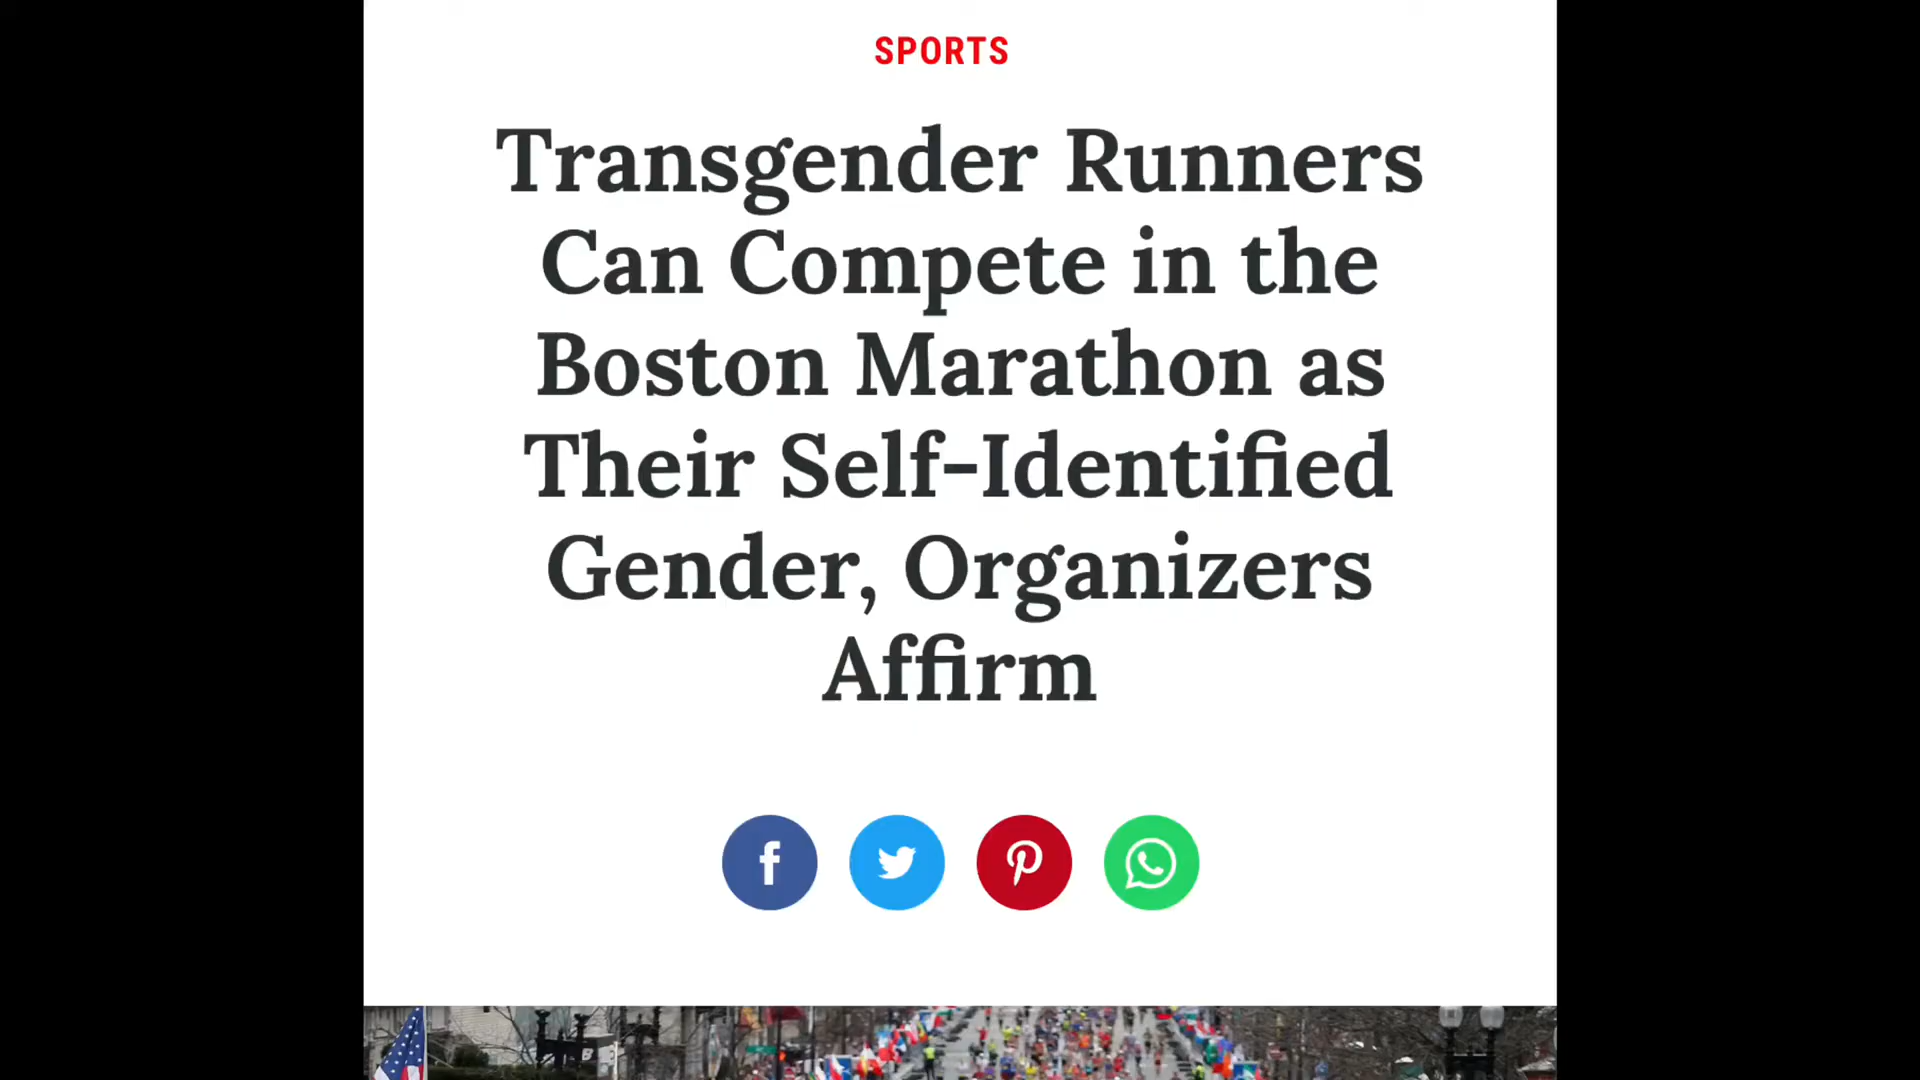 SPORTS
Transgender Runners
Can Compete in the
Boston Marathon as
Their Self-Identified
Gender, Organizers
Affirm